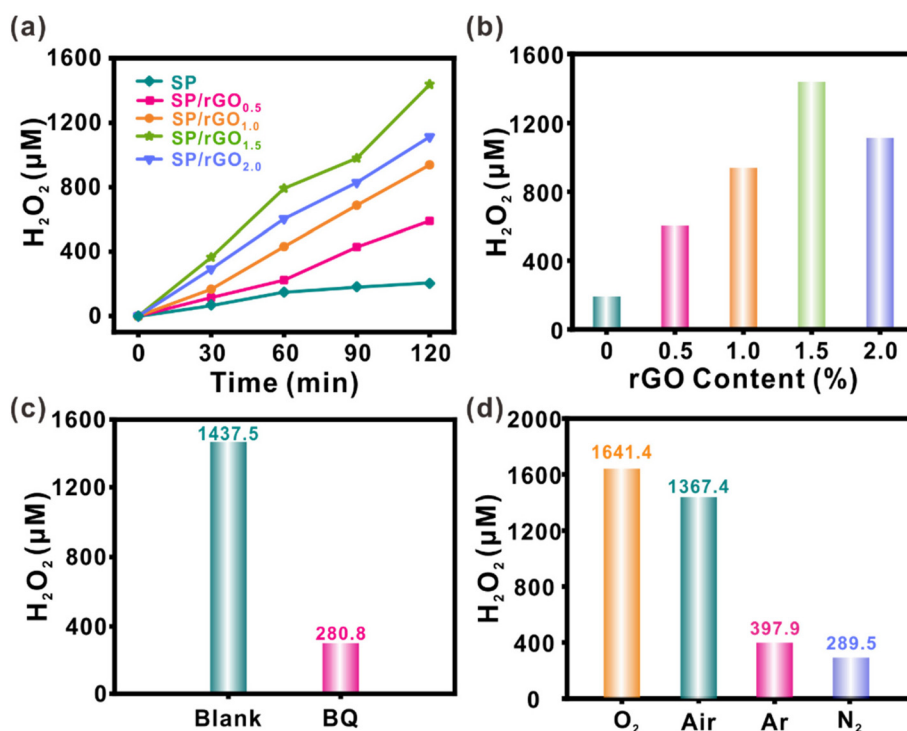 (a)
H₂O₂ (μM)
1600
1200
800
400
0
SP
SP/rGO₀.₅
SP/rGO₁.₀
SP/rGO₁.₅
SP/rGO₂.₀
0 30 60 90 120
Time (min)
(b)
H₂O₂ (μM)
1600
1200
800
400
0
0 0.5 1.0 1.5 2.0
rGO Content (%)
(c)
H₂O₂ (μM)
1600
1200
800
400
0
1437.5
280.8
Blank BQ
(d)
H₂O₂ (μM)
2000
1600
1200
800
400
0
1641.4
1367.4
397.9
289.5
O₂ Air Ar N₂